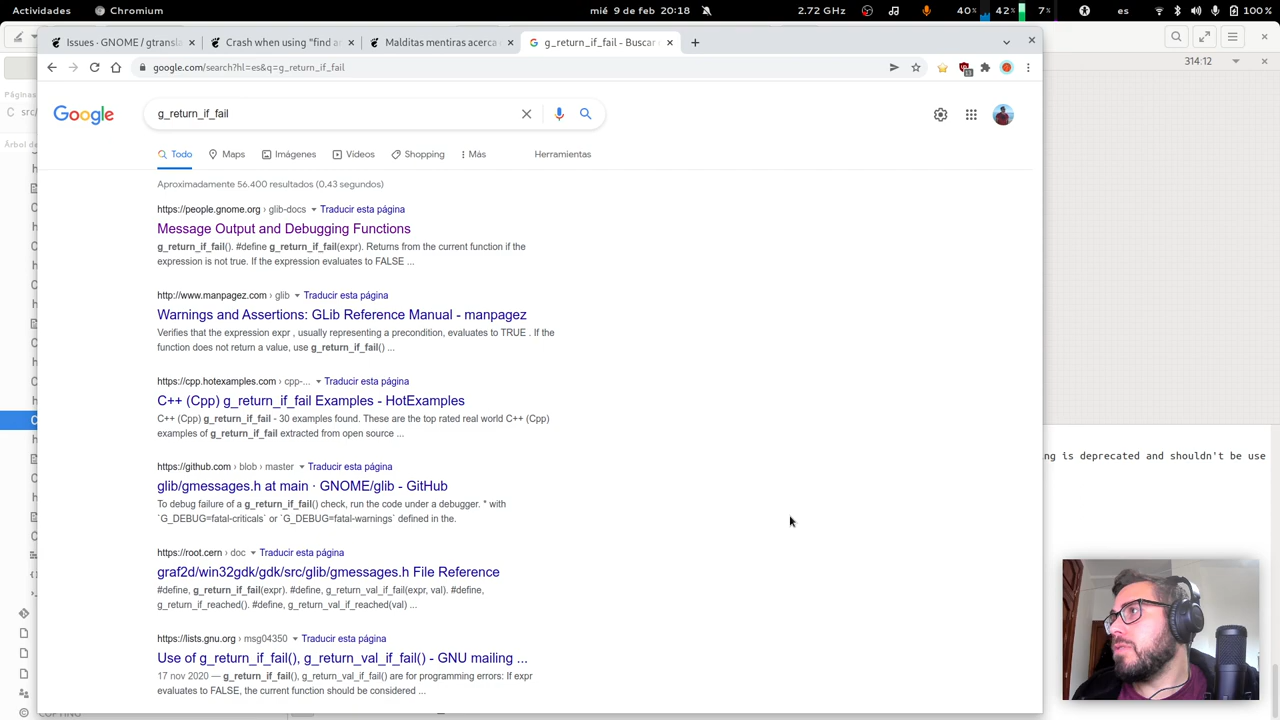 Actividades
Chromium
mié 9 de feb 20:18
2.72 GHz
40%
42%
7%
es
100 %
Issues · GNOME / gtransl
Crash when using "find a
Malditas mentiras acerca
g_return_if_fail - Buscar
google.com/search?hl=es&q=g_return_if_fail
13
314:12
Páginas
src/
Árbol de
Google
g_return_if_fail
Todo
Maps
Imágenes
Vídeos
Shopping
Más
Herramientas
Aproximadamente 56.400 resultados (0,43 segundos)
https://people.gnome.org › glib-docs
Traducir esta página
Message Output and Debugging Functions
g_return_if_fail(). #define g_return_if_fail(expr). Returns from the current function if the
expression is not true. If the expression evaluates to FALSE ...
http://www.manpagez.com › glib
Traducir esta página
Warnings and Assertions: GLib Reference Manual - manpagez
Verifies that the expression expr , usually representing a precondition, evaluates to TRUE . If the
function does not return a value, use g_return_if_fail() ...
https://cpp.hotexamples.com › cpp-...
Traducir esta página
C++ (Cpp) g_return_if_fail Examples - HotExamples
C++ (Cpp) g_return_if_fail - 30 examples found. These are the top rated real world C++ (Cpp)
examples of g_return_if_fail extracted from open source ...
ng is deprecated and shouldn't be use
https://github.com › blob › master
Traducir esta página
glib/gmessages.h at main · GNOME/glib - GitHub
To debug failure of a g_return_if_fail() check, run the code under a debugger. * with
`G_DEBUG=fatal-criticals` or `G_DEBUG=fatal-warnings` defined in the.
https://root.cern › doc
Traducir esta página
graf2d/win32gdk/gdk/src/glib/gmessages.h File Reference
#define, g_return_if_fail(expr). #define, g_return_val_if_fail(expr, val). #define,
g_return_if_reached(). #define, g_return_val_if_reached(val) ...
https://lists.gnu.org › msg04350
Traducir esta página
Use of g_return_if_fail(), g_return_val_if_fail() - GNU mailing ...
17 nov 2020 — g_return_if_fail(), g_return_val_if_fail() are for programming errors: If expr
evaluates to FALSE, the current function should be considered ...
COPYING